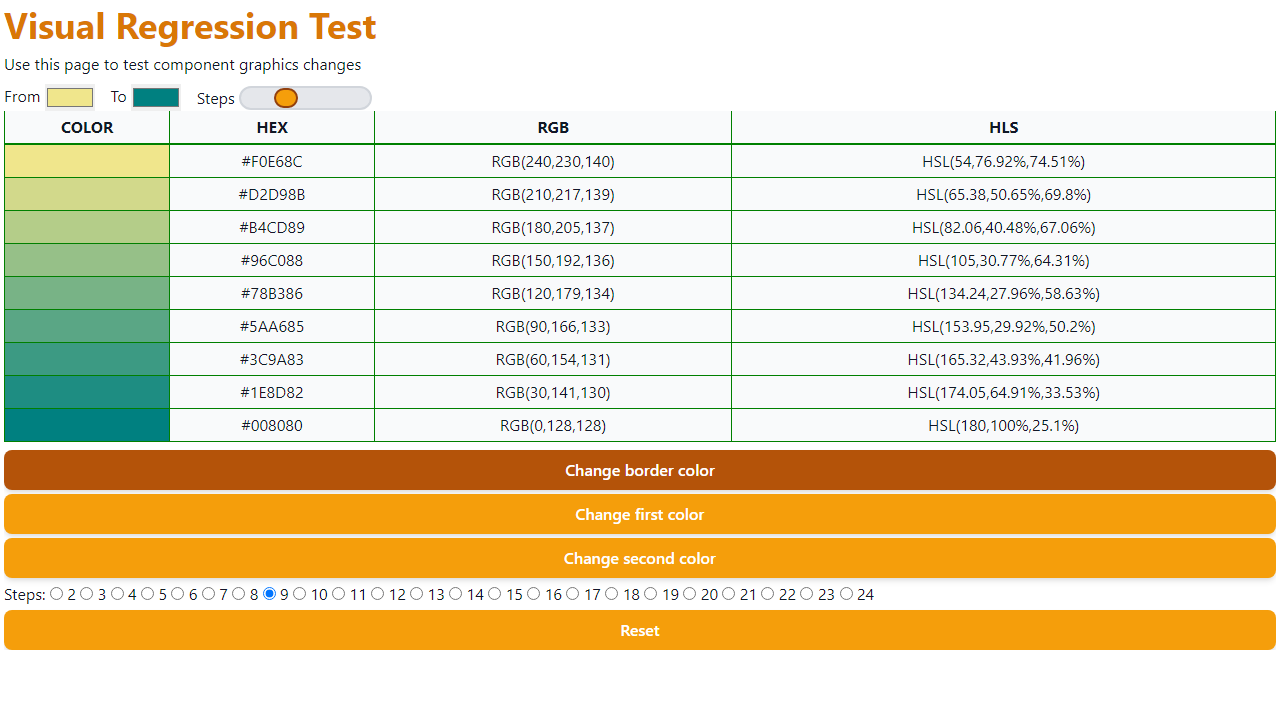 Visual Regression Test
Use this page to test component graphics changes
From To Steps
COLOR HEX RGB HLS
#F0E68C RGB(240,230,140) HSL(54,76.92%,74.51%)
#D2D98B RGB(210,217,139) HSL(65.38,50.65%,69.8%)
#B4CD89 RGB(180,205,137) HSL(82.06,40.48%,67.06%)
#96C088 RGB(150,192,136) HSL(105,30.77%,64.31%)
#78B386 RGB(120,179,134) HSL(134.24,27.96%,58.63%)
#5AA685 RGB(90,166,133) HSL(153.95,29.92%,50.2%)
#3C9A83 RGB(60,154,131) HSL(165.32,43.93%,41.96%)
#1E8D82 RGB(30,141,130) HSL(174.05,64.91%,33.53%)
#008080 RGB(0,128,128) HSL(180,100%,25.1%)
Change border color
Change first color
Change second color
Steps: 2 3 4 5 6 7 8 9 10 11 12 13 14 15 16 17 18 19 20 21 22 23 24
Reset